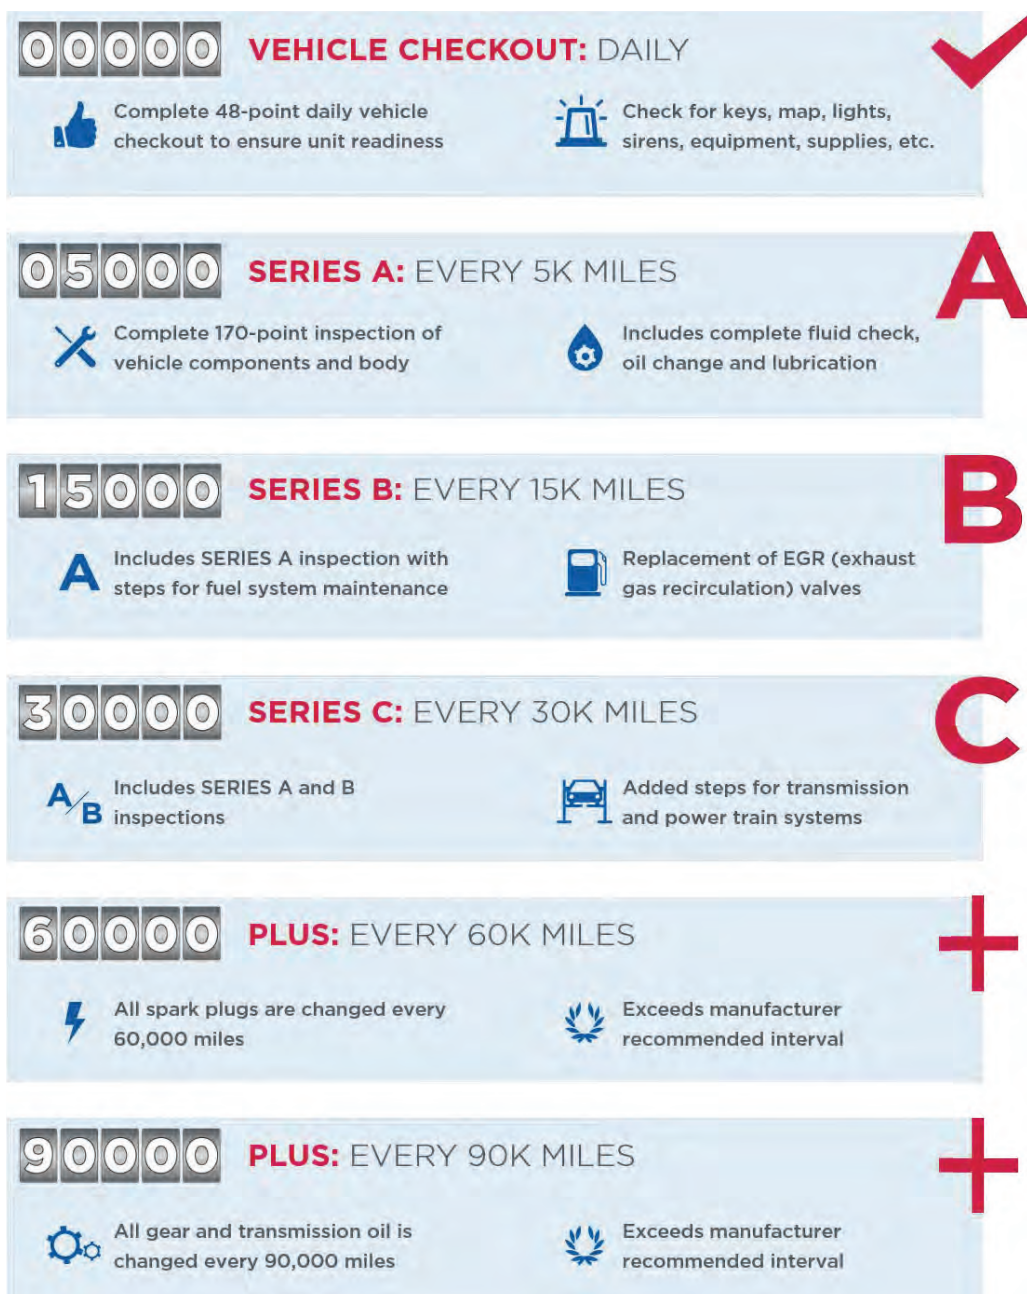 00000 VEHICLE CHECKOUT: DAILY
Complete 48-point daily vehicle
checkout to ensure unit readiness
Check for keys, map, lights,
sirens, equipment, supplies, etc.
05000 SERIES A: EVERY 5K MILES
A
Complete 170-point inspection of
vehicle components and body
Includes complete fluid check,
oil change and lubrication
15000 SERIES B: EVERY 15K MILES
B
A
Includes SERIES A inspection with
steps for fuel system maintenance
Replacement of EGR (exhaust
gas recirculation) valves
30000 SERIES C: EVERY 30K MILES
C
A/B
Includes SERIES A and B
inspections
Added steps for transmission
and power train systems
60000 PLUS: EVERY 60K MILES
+
All spark plugs are changed every
60,000 miles
Exceeds manufacturer
recommended interval
90000 PLUS: EVERY 90K MILES
+
All gear and transmission oil is
changed every 90,000 miles
Exceeds manufacturer
recommended interval